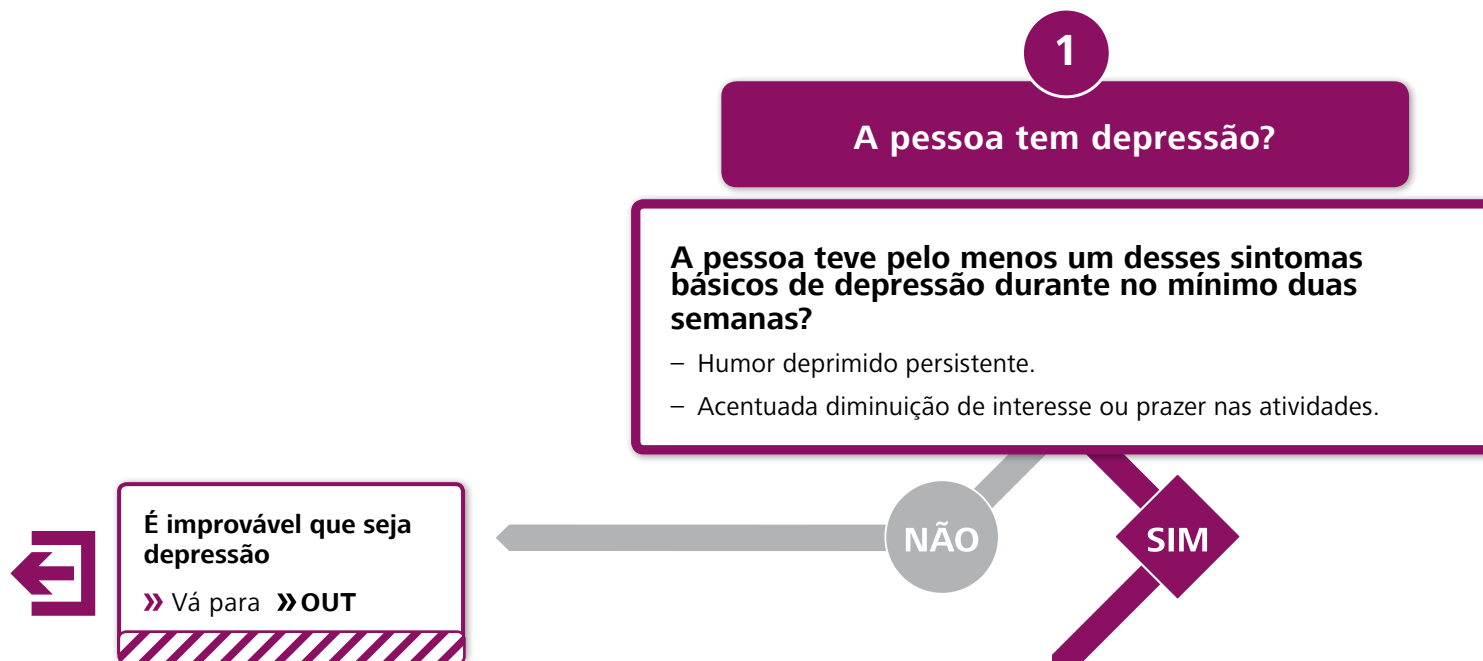 1
A pessoa tem depressão?
A pessoa teve pelo menos um desses sintomas
básicos de depressão durante no mínimo duas
semanas?
– Humor deprimido persistente.
– Acentuada diminuição de interesse ou prazer nas atividades.
NÃO
SIM
É improvável que seja
depressão
» Vá para »OUT